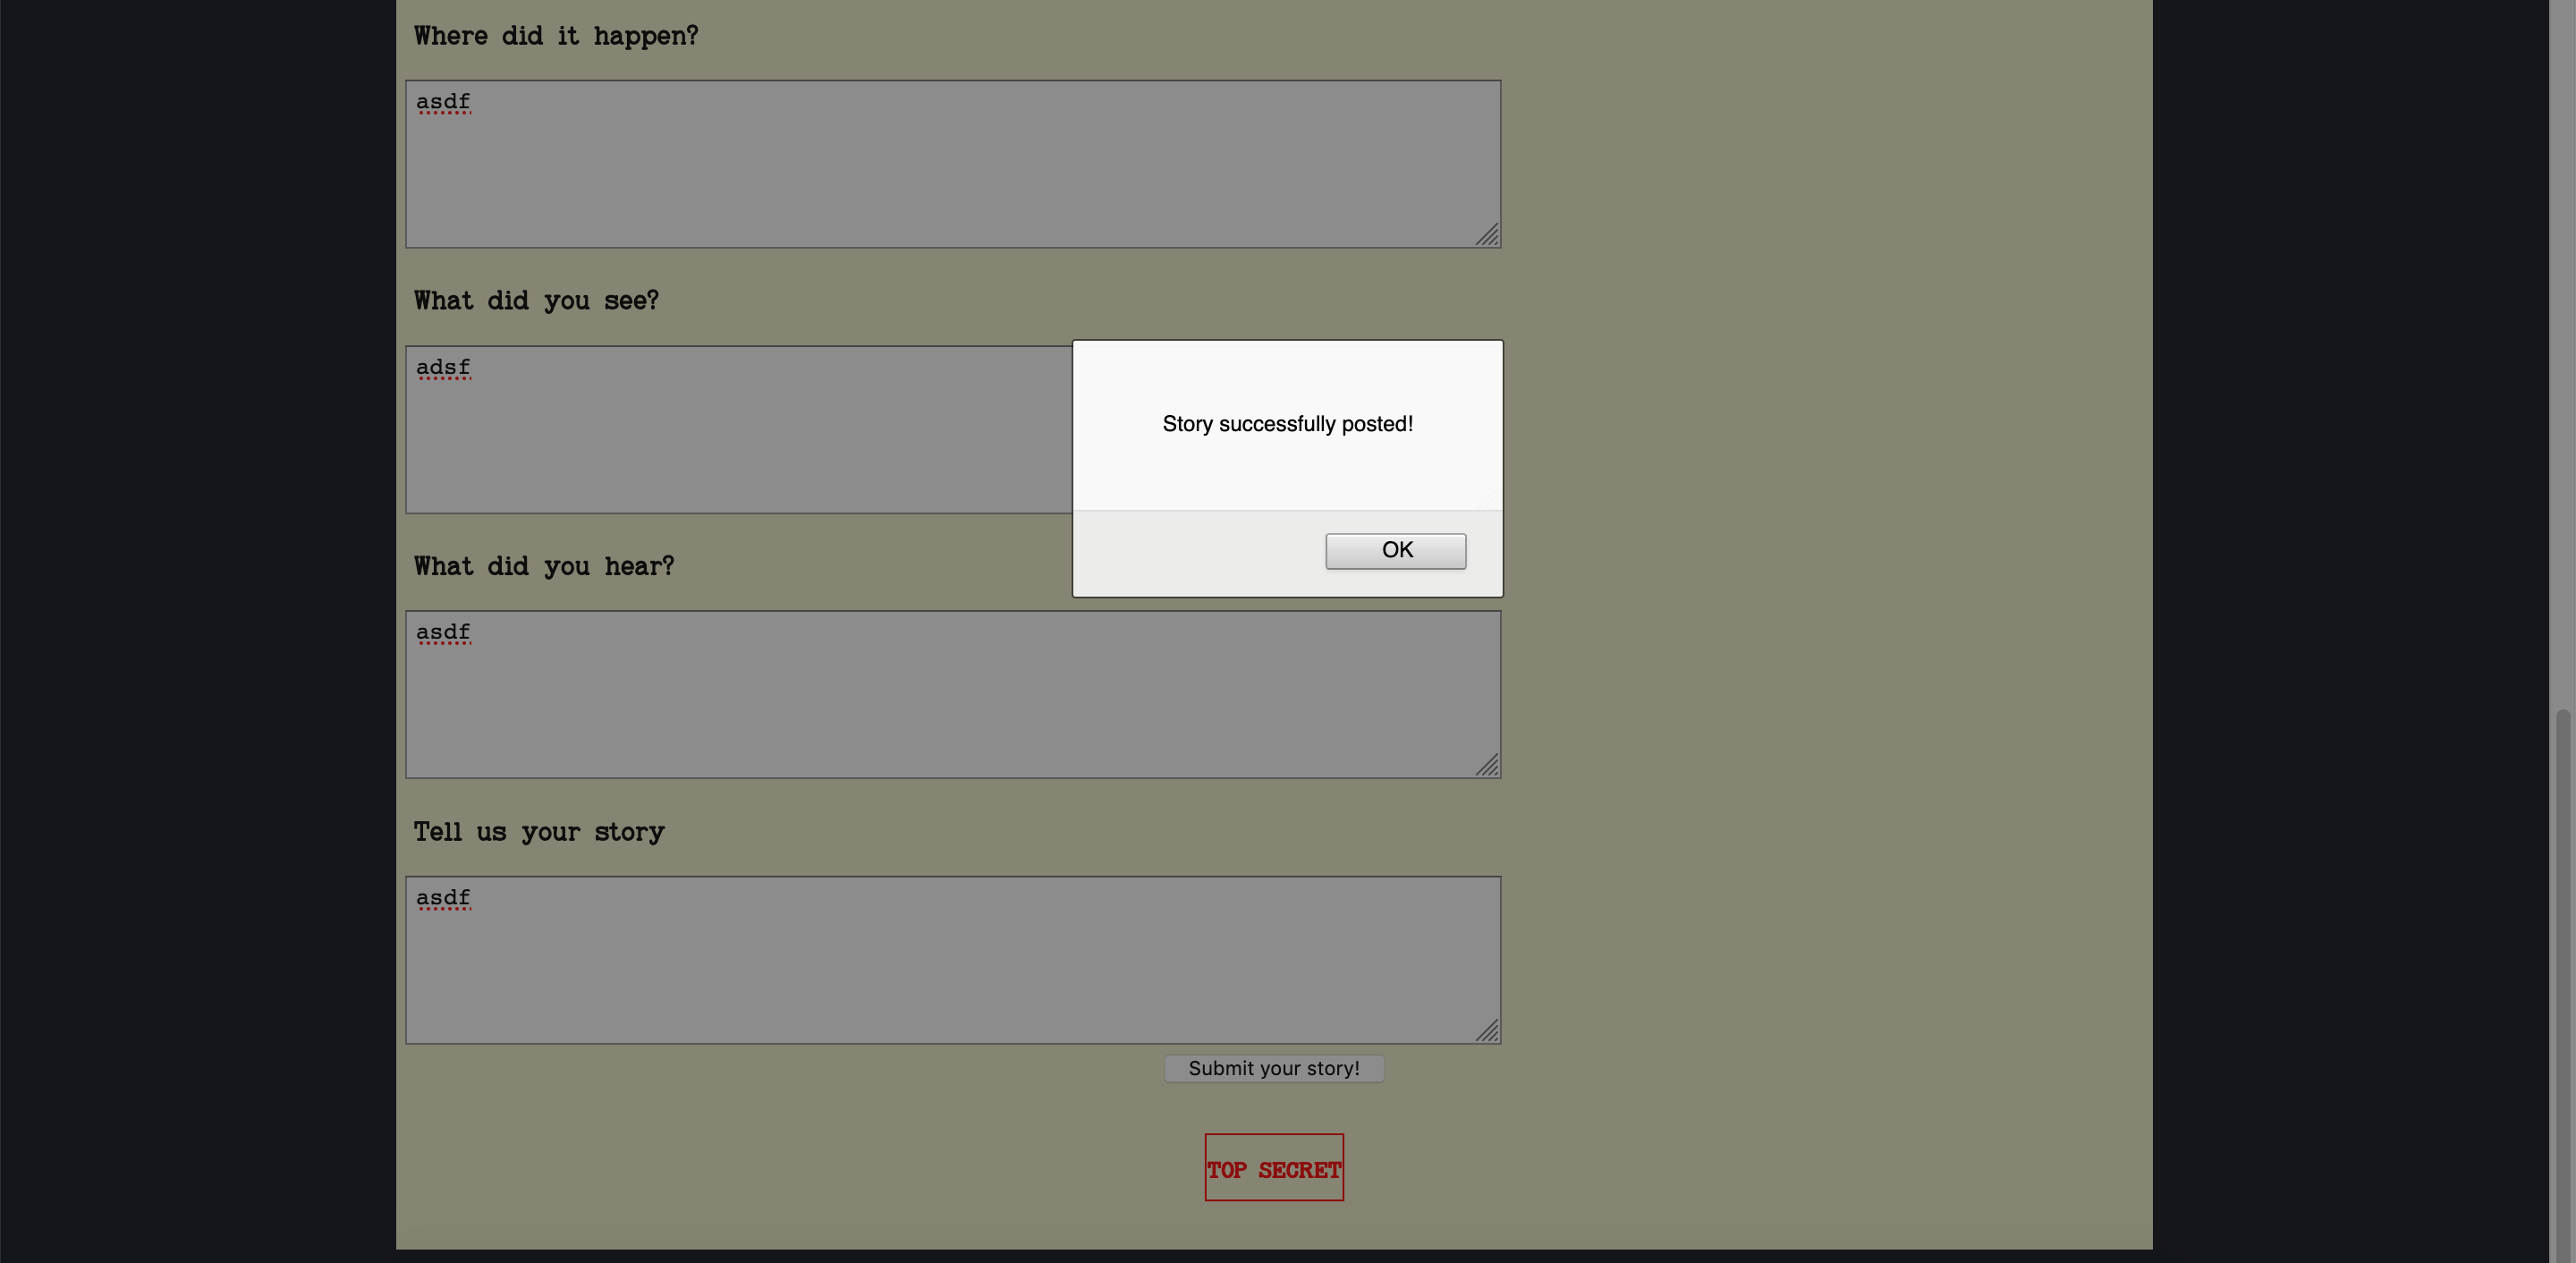 Where did it happen?
asdf
What did you see?
adsf
Story successfully posted!
OK
What did you hear?
asdf
Tell us your story
asdf
Submit your story!
TOP SECRET